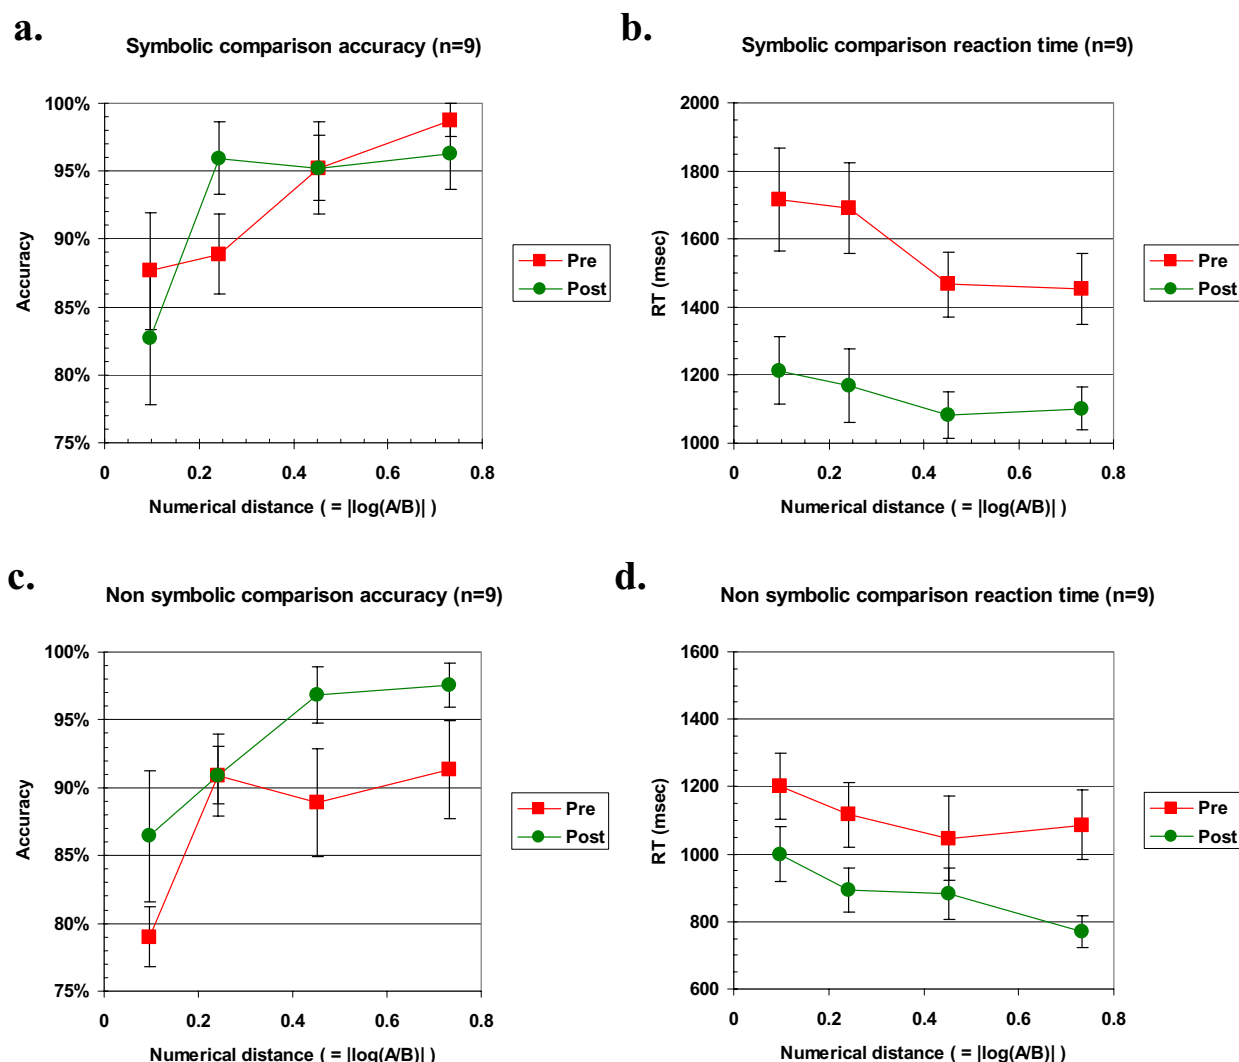 a.
Symbolic comparison accuracy (n=9)
100%
95%
90%
85%
80%
75%
Accuracy
0 0.2 0.4 0.6 0.8
Numerical distance ( = |log(A/B)| )
Pre
Post
b.
Symbolic comparison reaction time (n=9)
2000
1800
1600
1400
1200
1000
RT (msec)
0 0.2 0.4 0.6 0.8
Numerical distance ( = |log(A/B)| )
Pre
Post
c.
Non symbolic comparison accuracy (n=9)
100%
95%
90%
85%
80%
75%
Accuracy
0 0.2 0.4 0.6 0.8
Numerical distance ( = |log(A/B)| )
Pre
Post
d.
Non symbolic comparison reaction time (n=9)
1600
1400
1200
1000
800
600
RT (msec)
0 0.2 0.4 0.6 0.8
Numerical distance ( = |log(A/B)| )
Pre
Post